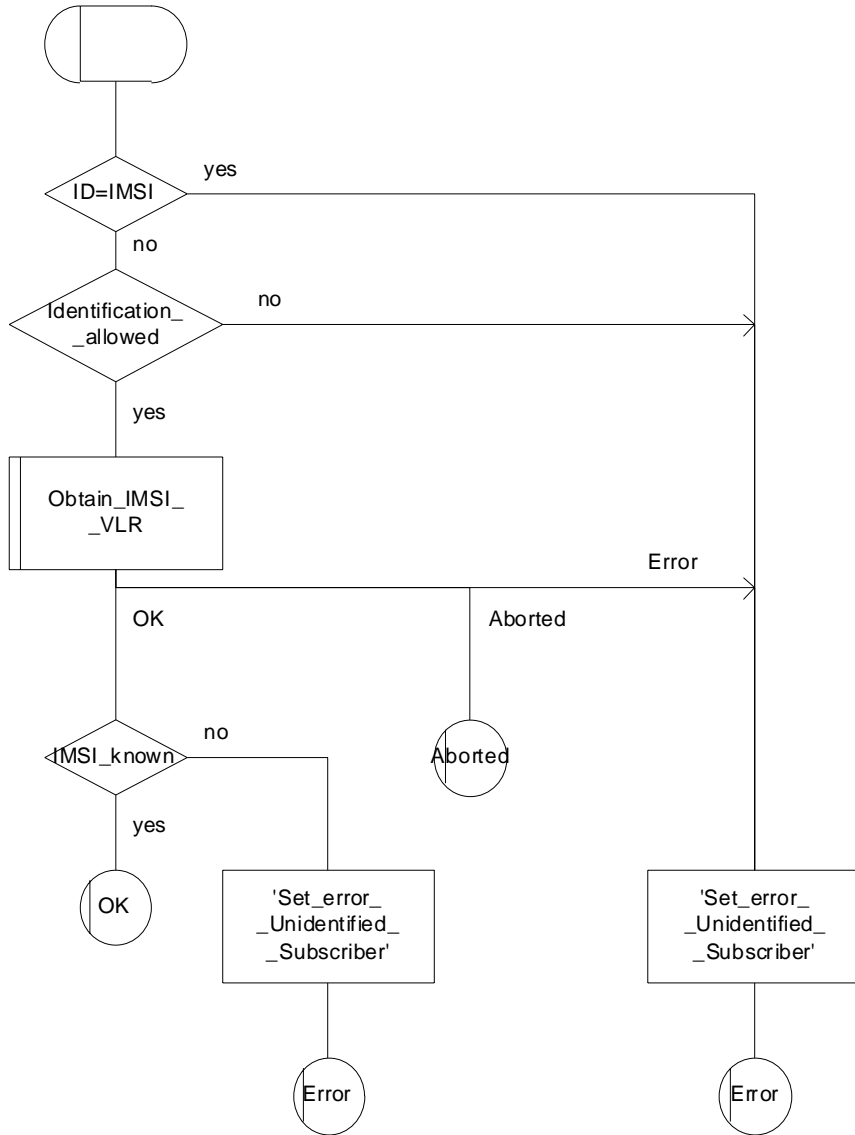 yes
ID=IMSI
no
no
Identification_
_allowed
yes
Obtain_IMSI_
_VLR
Error
OK
Aborted
no
IMSI_known
Aborted
yes
OK
'Set_error_
_Unidentified_
_Subscriber'
'Set_error_
_Unidentified_
_Subscriber'
Error
Error